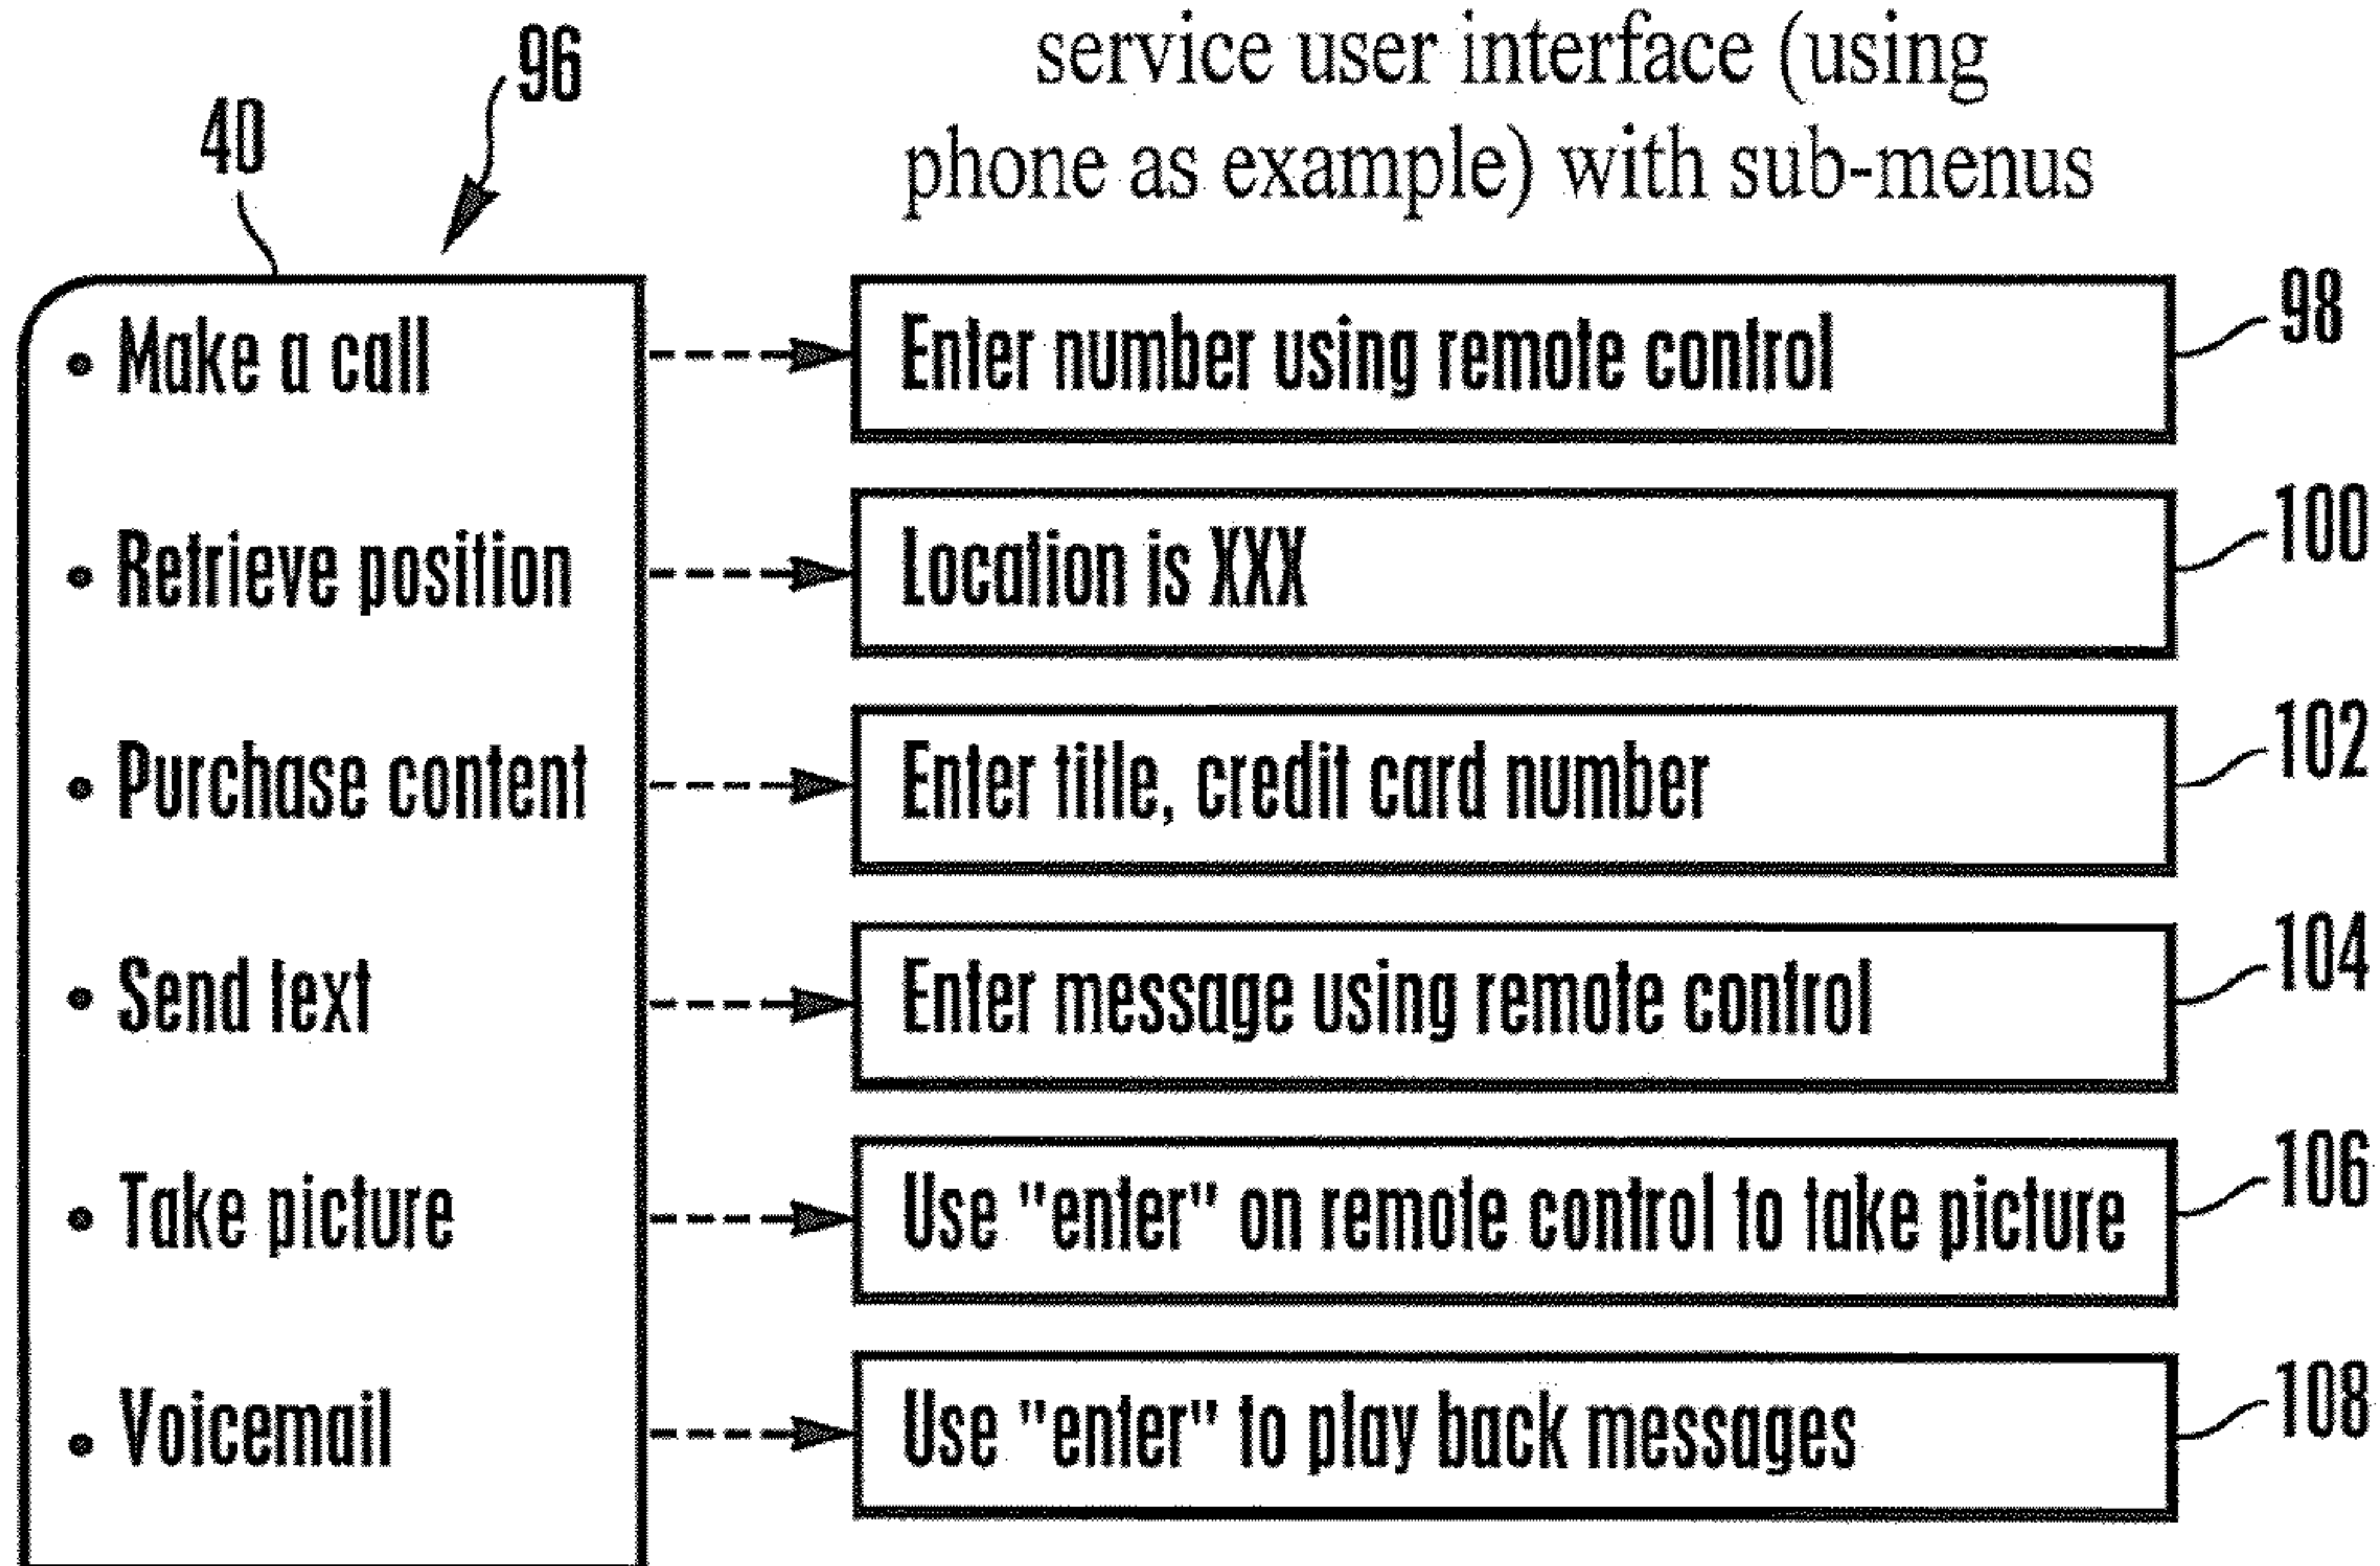 96
40
service user interface (using
phone as example) with sub-menus
• Make a call
Enter number using remote control
98
• Retrieve position
Location is XXX
100
• Purchase content
Enter title, credit card number
102
• Send text
Enter message using remote control
104
• Take picture
Use "enter" on remote control to take picture
106
• Voicemail
Use "enter" to play back messages
108